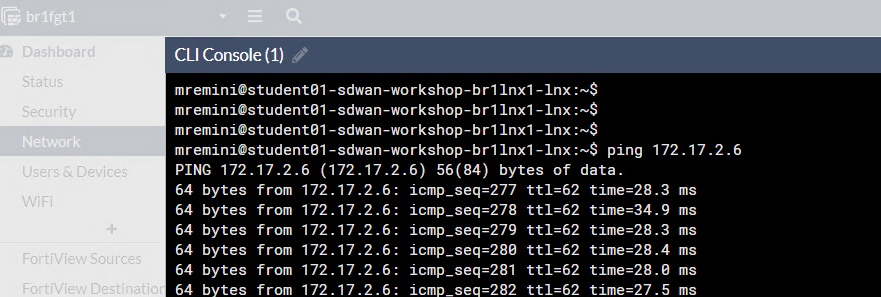 br1fgt1
Dashboard
Status
Security
Network
Users & Devices
WiFi
+
FortiView Sources
FortiView Destination
CLI Console (1)
mremini@student01-sdwan-workshop-br1lnx1-lnx:~$
mremini@student01-sdwan-workshop-br1lnx1-lnx:~$
mremini@student01-sdwan-workshop-br1lnx1-lnx:~$
mremini@student01-sdwan-workshop-br1lnx1-lnx:~$ ping 172.17.2.6
PING 172.17.2.6 (172.17.2.6) 56(84) bytes of data.
64 bytes from 172.17.2.6: icmp_seq=277 ttl=62 time=28.3 ms
64 bytes from 172.17.2.6: icmp_seq=278 ttl=62 time=34.9 ms
64 bytes from 172.17.2.6: icmp_seq=279 ttl=62 time=28.3 ms
64 bytes from 172.17.2.6: icmp_seq=280 ttl=62 time=28.4 ms
64 bytes from 172.17.2.6: icmp_seq=281 ttl=62 time=28.0 ms
64 bytes from 172.17.2.6: icmp_seq=282 ttl=62 time=27.5 ms